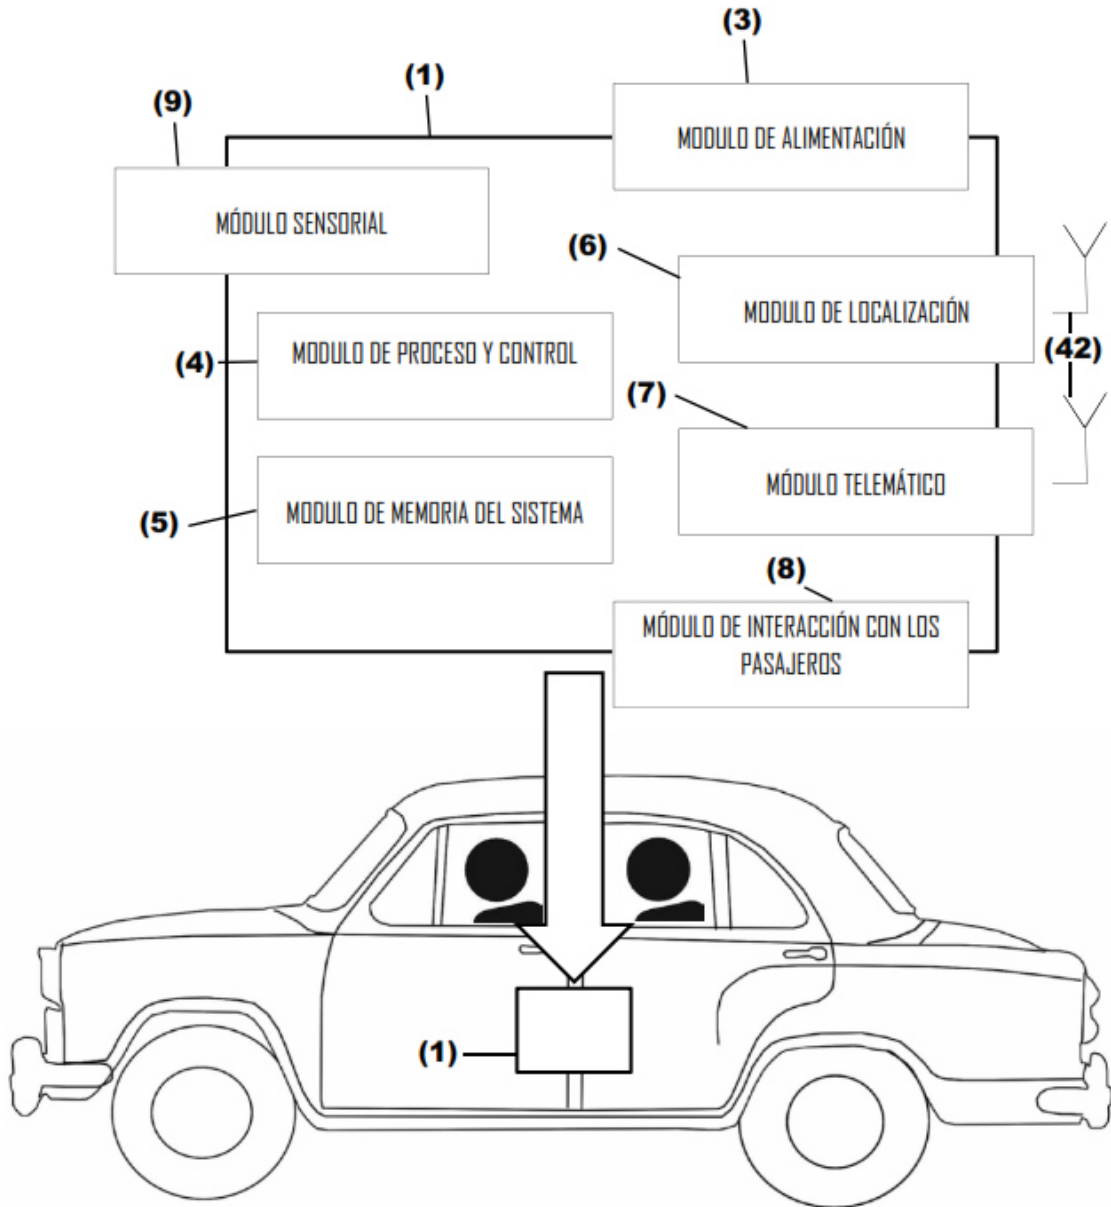 (3)
(1)
(9)
MODULO DE ALIMENTACIÓN
MÓDULO SENSORIAL
(6)
MODULO DE LOCALIZACIÓN
(4)
MODULO DE PROCESO Y CONTROL
(42)
(7)
MÓDULO TELEMÁTICO
(5)
MODULO DE MEMORIA DEL SISTEMA
(8)
MÓDULO DE INTERACCIÓN CON LOS
PASAJEROS
(1)